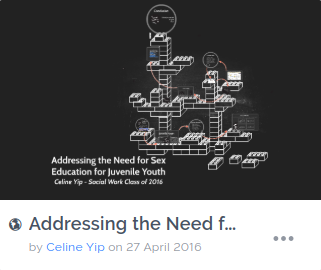 Addressing the Need for Sex
Education for Juvenile Youth
Celine Yip - Social Work Class of 2016
Addressing the Need f...
by Celine Yip on 27 April 2016